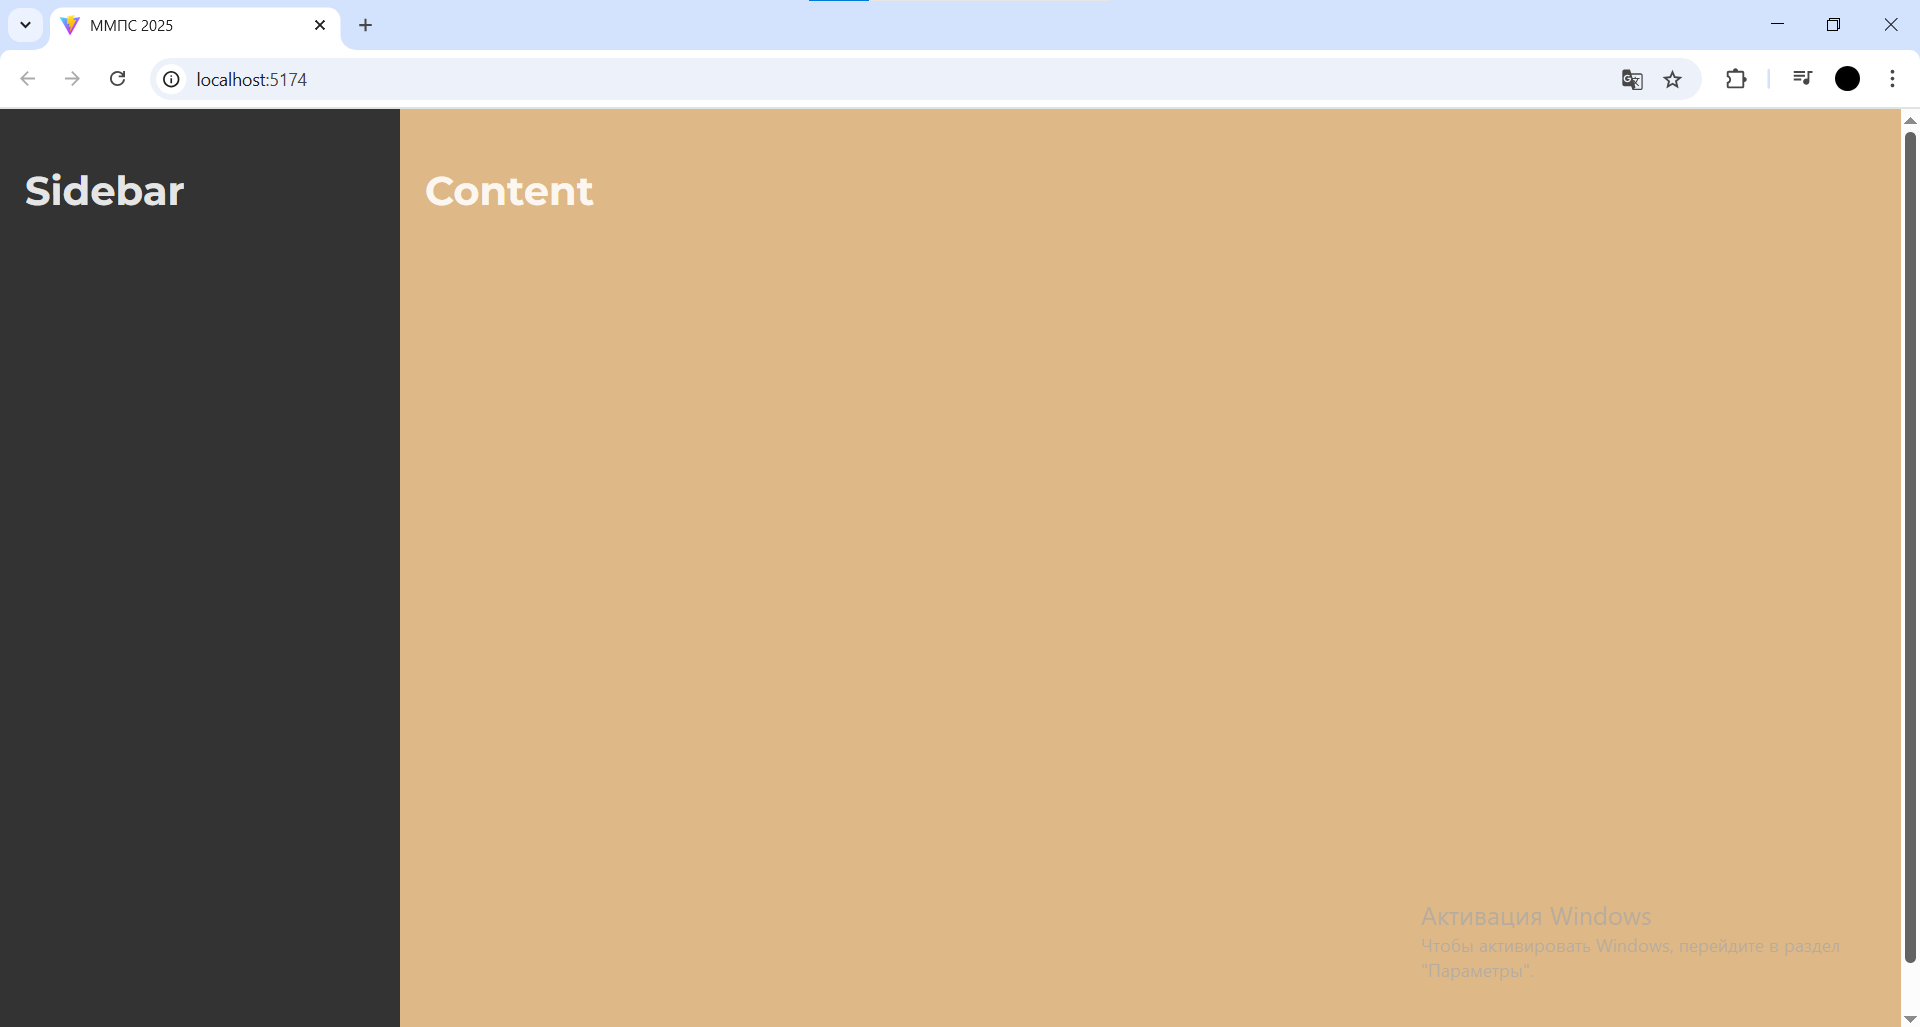 ММПС 2025
localhost:5174
Sidebar
Content
Активация Windows
Чтобы активировать Windows, перейдите в раздел
"Параметры".